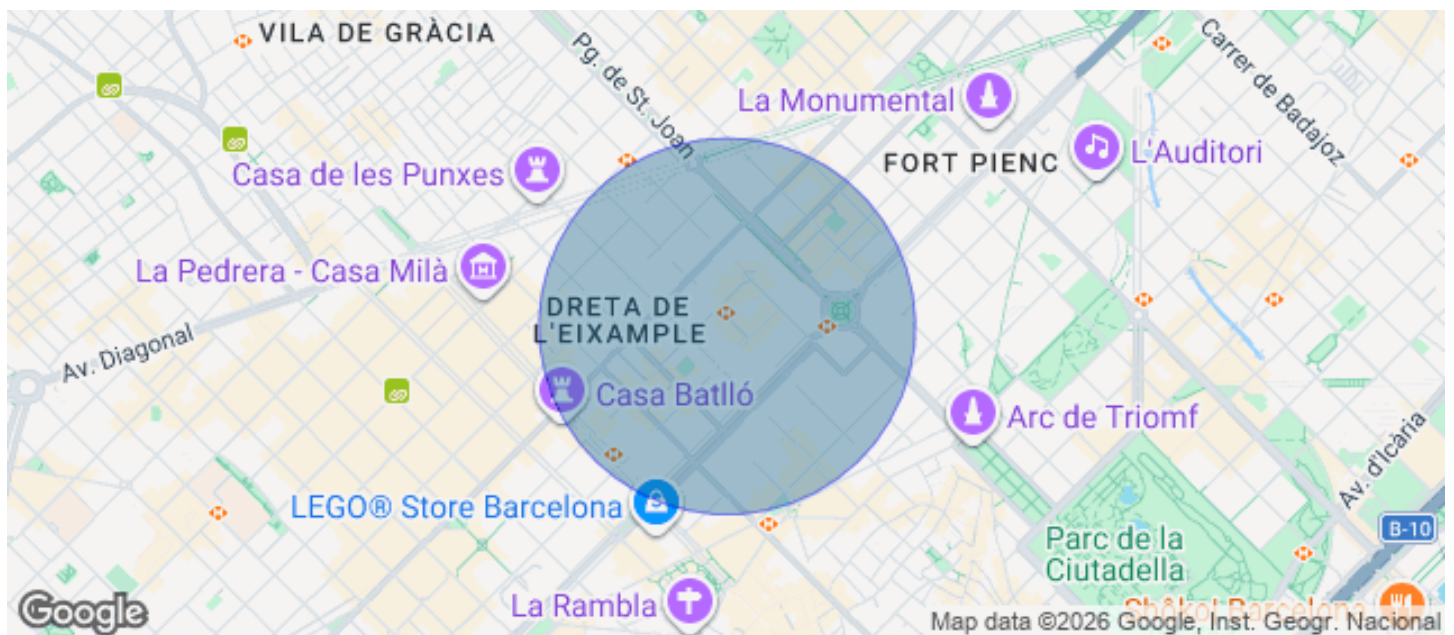 VILA DE GRÀCIA
Pg. de St. Joan
Carrer de Badajoz
La Monumental
FORT PIENC
L'Auditori
Casa de les Punxes
La Pedrera - Casa Milà
DRETA DE
L'EIXAMPLE
Av. Diagonal
Casa Batlló
Arc de Triomf
Av. d'Icària
LEGO® Store Barcelona
B-10
Parc de la
Ciutadella
La Rambla
Barcelona
Google
Map data ©2026 Google, Inst. Geogr. Nacional